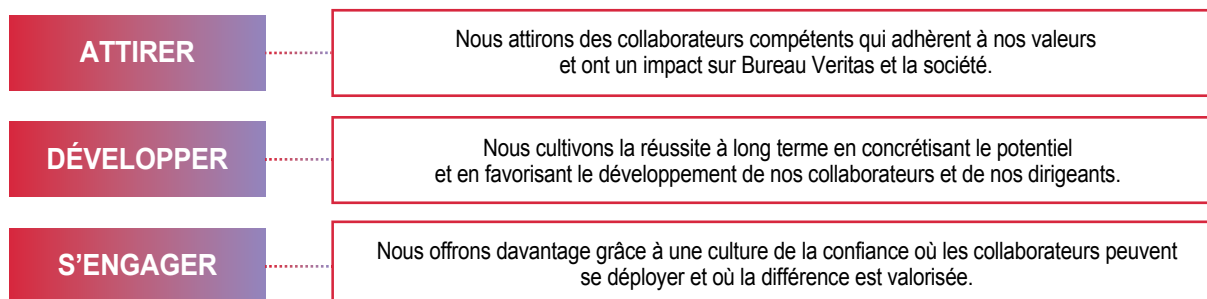 ATTIRER
Nous attirons des collaborateurs compétents qui adhèrent à nos valeurs
et ont un impact sur Bureau Veritas et la société.
DÉVELOPPER
Nous cultivons la réussite à long terme en concrétisant le potentiel
et en favorisant le développement de nos collaborateurs et de nos dirigeants.
S’ENGAGER
Nous offrons davantage grâce à une culture de la confiance où les collaborateurs peuvent
se déployer et où la différence est valorisée.